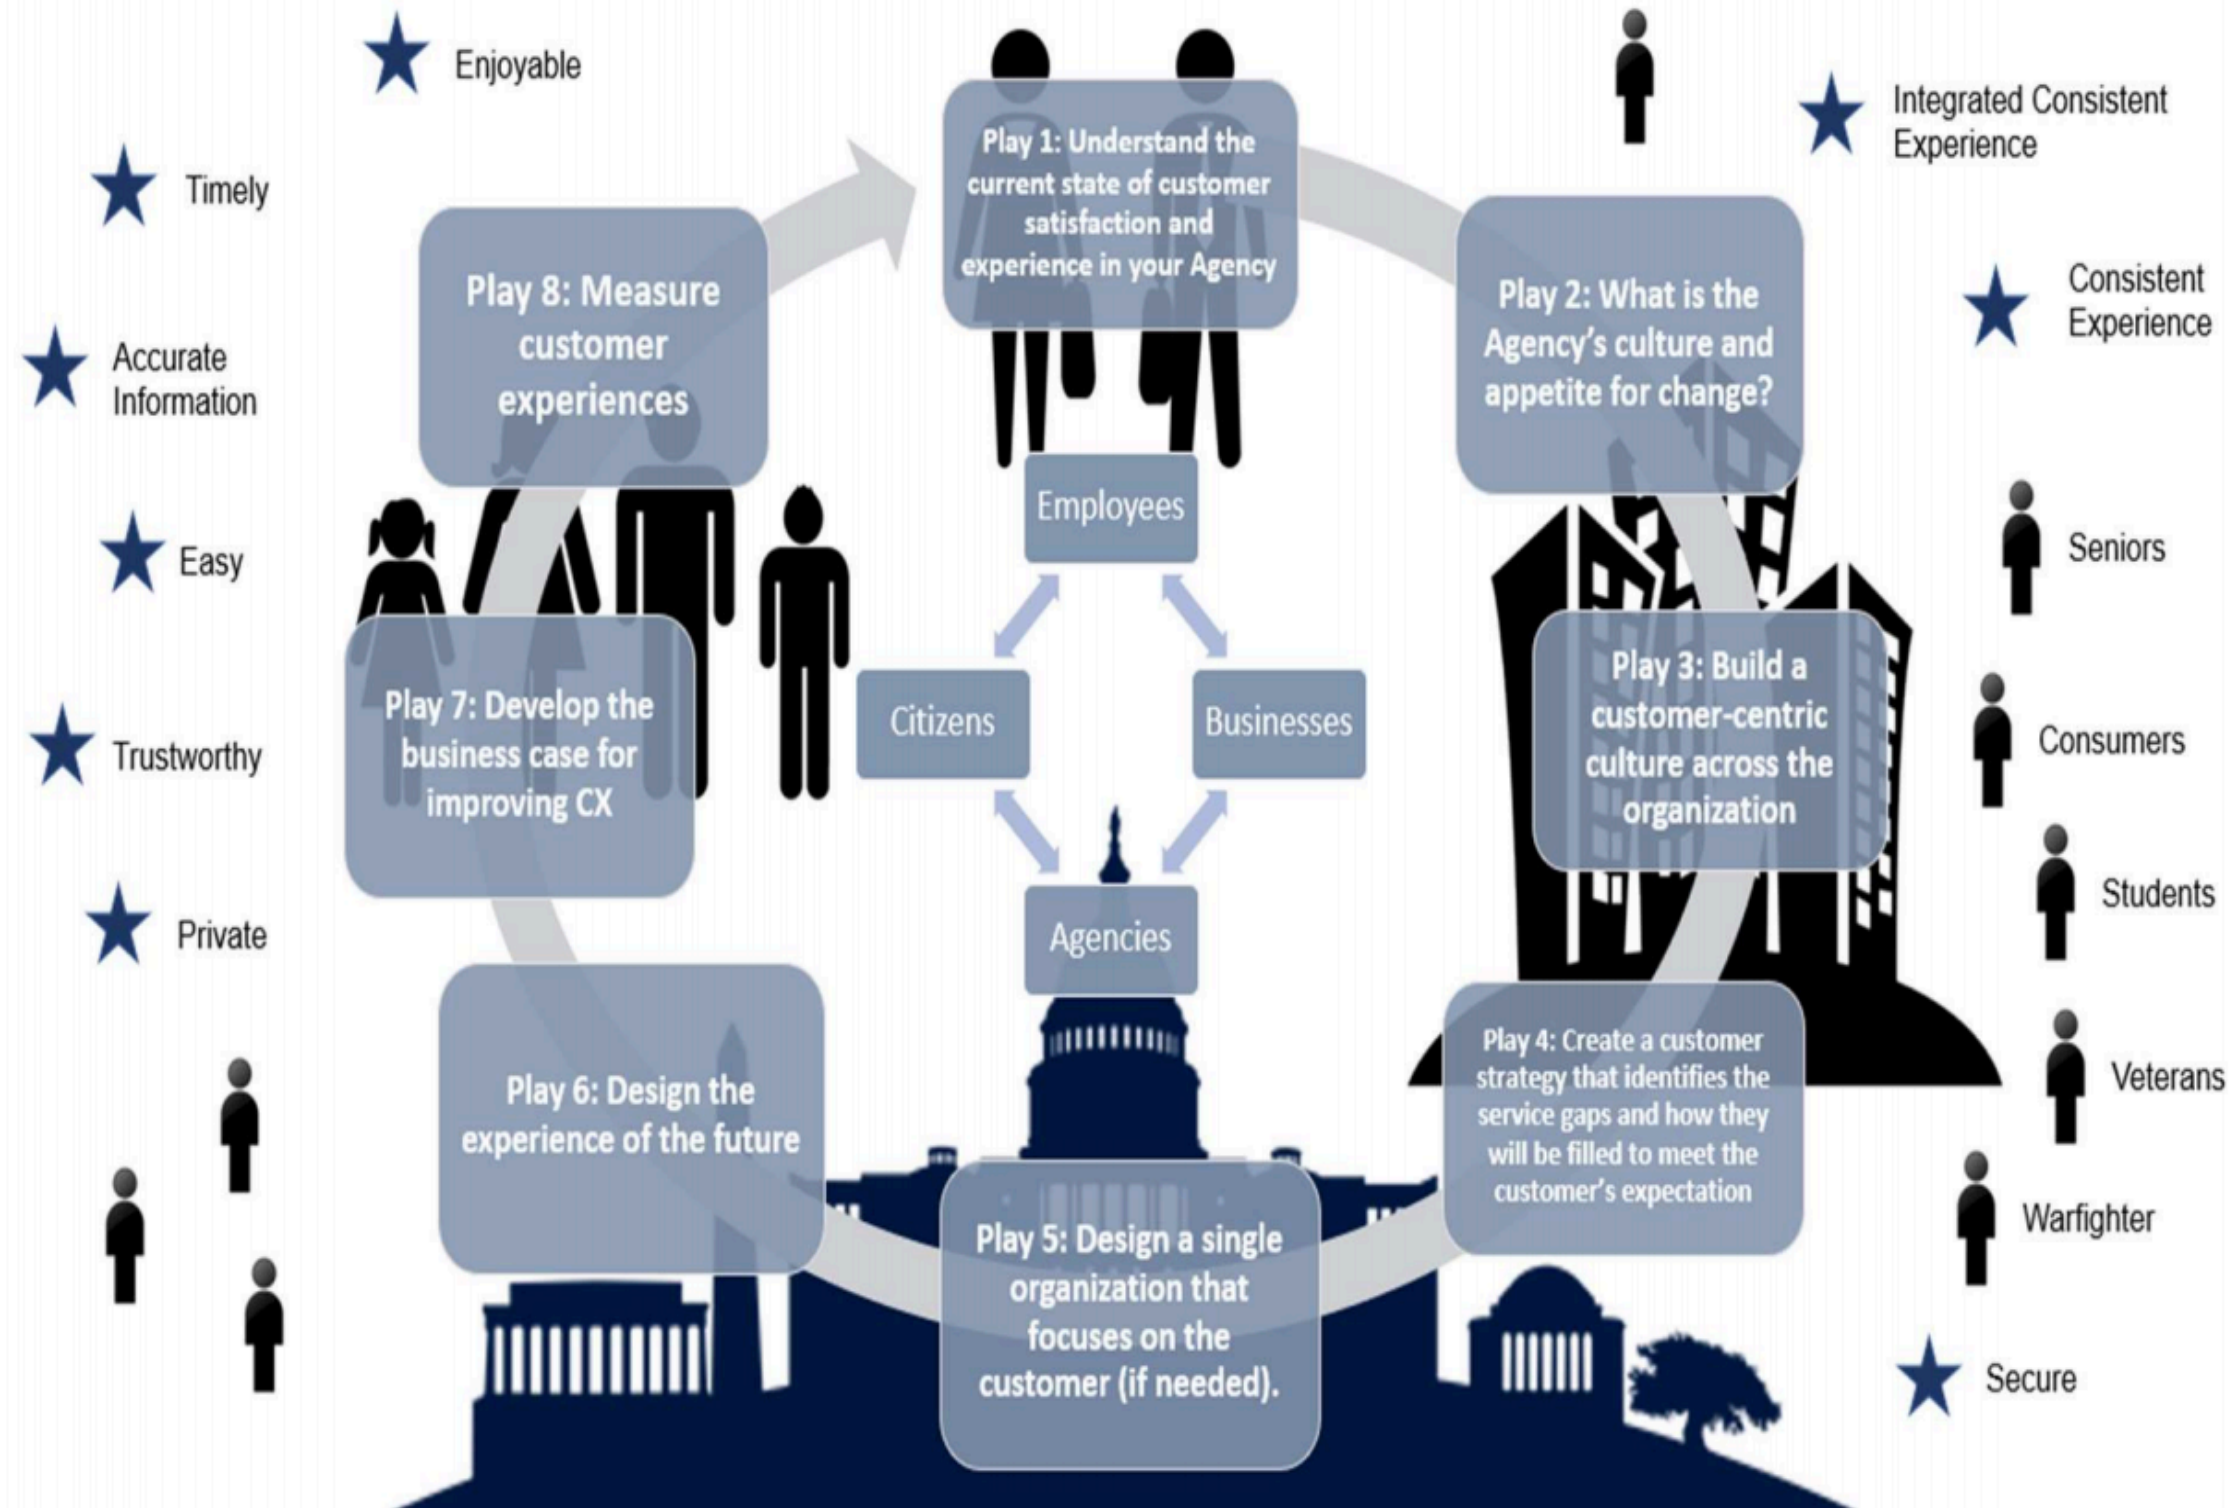 Enjoyable
Timely
Accurate
Information
Easy
Trustworthy
Private
Play 1: Understand the
current state of customer
satisfaction and
experience in your Agency
Play 2: What is the
Agency’s culture and
appetite for change?
Play 3: Build a
customer-centric
culture across the
organization
Play 4: Create a customer
strategy that identifies the
service gaps and how they
will be filled to meet the
customer’s expectation
Play 5: Design a single
organization that
focuses on the
customer (if needed).
Play 6: Design the
experience of the future
Play 7: Develop the
business case for
improving CX
Play 8: Measure
customer
experiences
Employees
Citizens
Businesses
Agencies
Integrated Consistent
Experience
Consistent
Experience
Seniors
Consumers
Students
Veterans
Warfighter
Secure